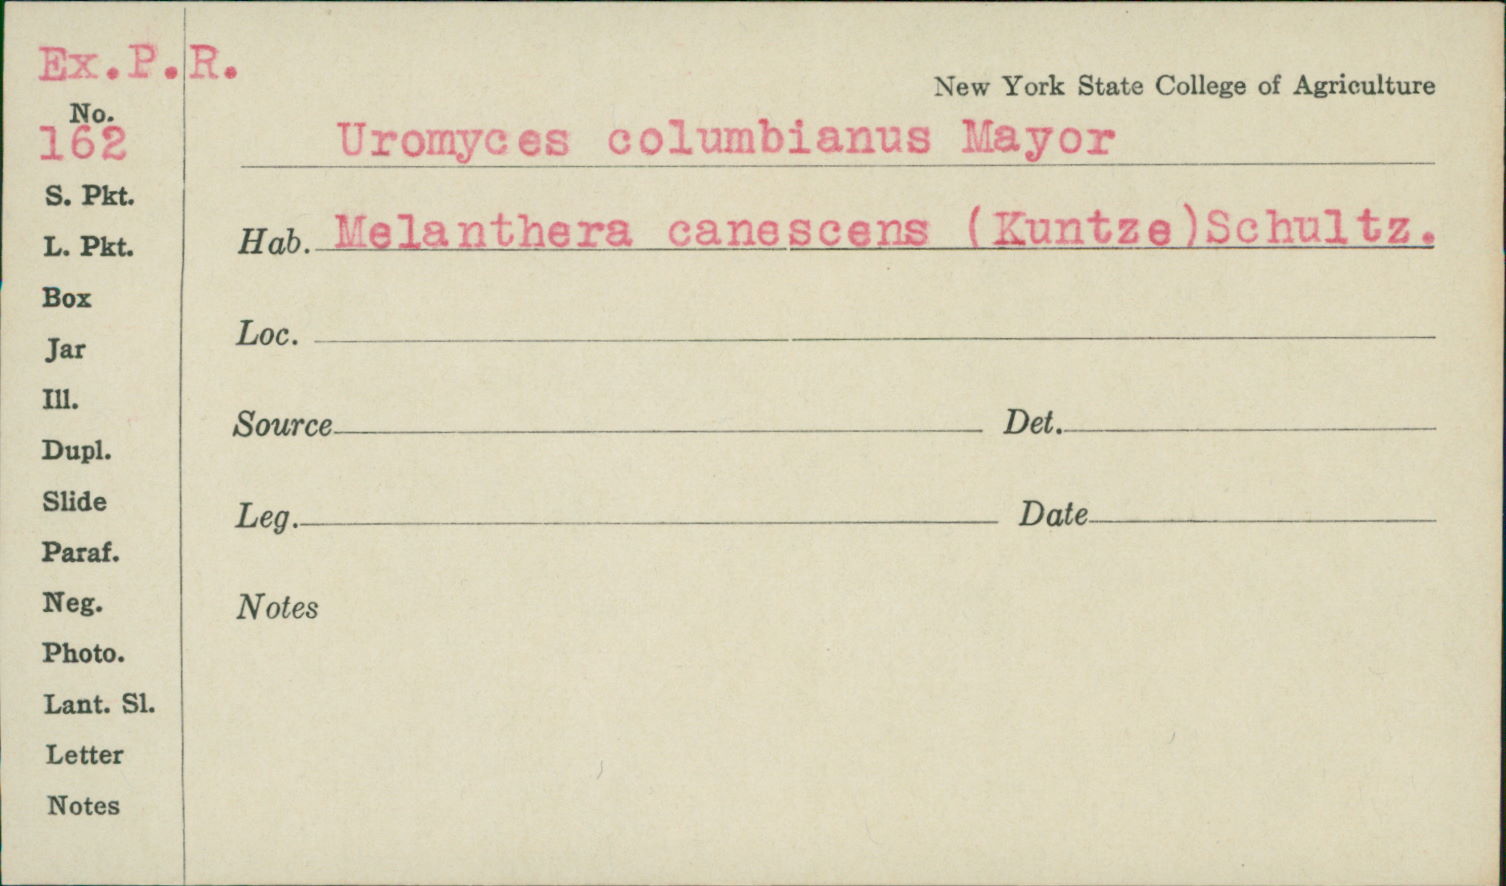 Ex.P.R.
New York State College of Agriculture
No.
162
Uromyces columbianus Mayor
S. Pkt.
Hab. Melanthera canescens (Kuntze)Schultz.
L. Pkt.
Box
Loc.
Jar
Ill.
Source Det.
Dupl.
Slide
Leg. Date
Paraf.
Neg.
Notes
Photo.
Lant. Sl.
Letter
Notes